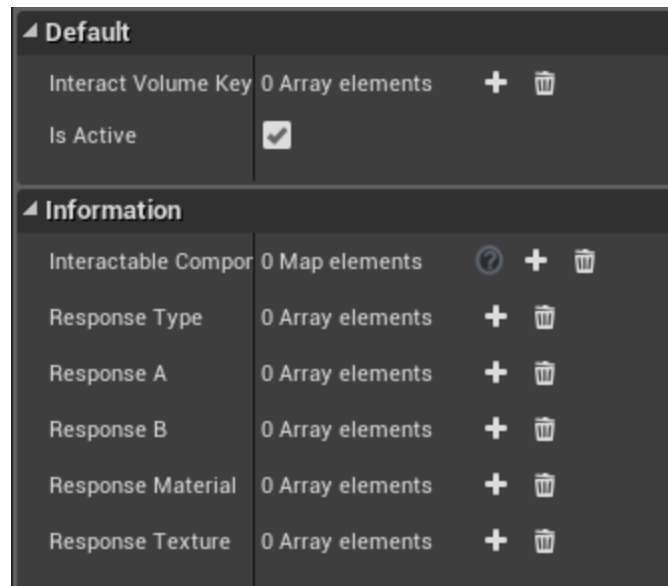 Default
Interact Volume Key 0 Array elements
Is Active
Information
Interactable Compor 0 Map elements ?
Response Type 0 Array elements
Response A 0 Array elements
Response B 0 Array elements
Response Material 0 Array elements
Response Texture 0 Array elements